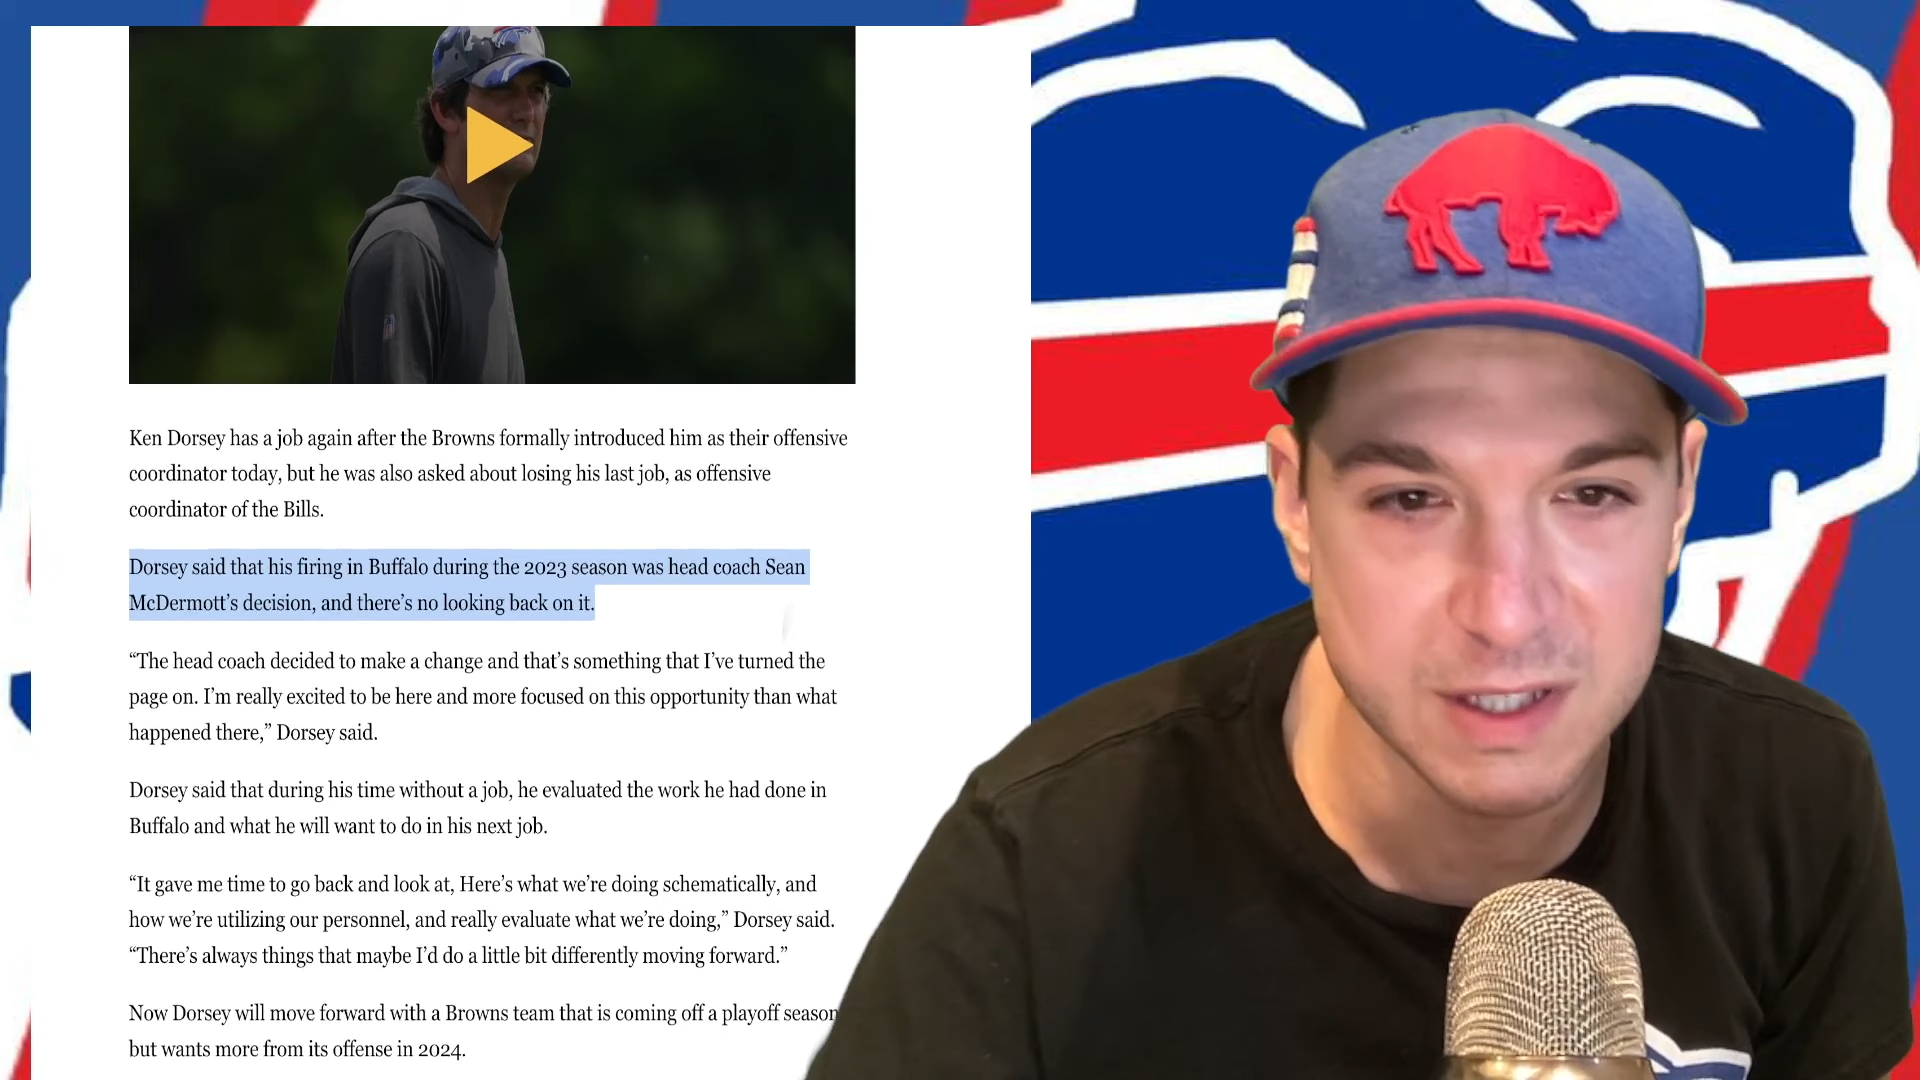 Ken Dorsey has a job again after the Browns formally introduced him as their offensive
coordinator today, but he was also asked about losing his last job, as offensive
coordinator of the Bills.
Dorsey said that his firing in Buffalo during the 2023 season was head coach Sean
McDermott’s decision, and there’s no looking back on it.
“The head coach decided to make a change and that’s something that I’ve turned the
page on. I’m really excited to be here and more focused on this opportunity than what
happened there,” Dorsey said.
Dorsey said that during his time without a job, he evaluated the work he had done in
Buffalo and what he will want to do in his next job.
“It gave me time to go back and look at, Here’s what we’re doing schematically, and
how we’re utilizing our personnel, and really evaluate what we’re doing,” Dorsey said.
“There’s always things that maybe I’d do a little bit differently moving forward.”
Now Dorsey will move forward with a Browns team that is coming off a playoff season
but wants more from its offense in 2024.